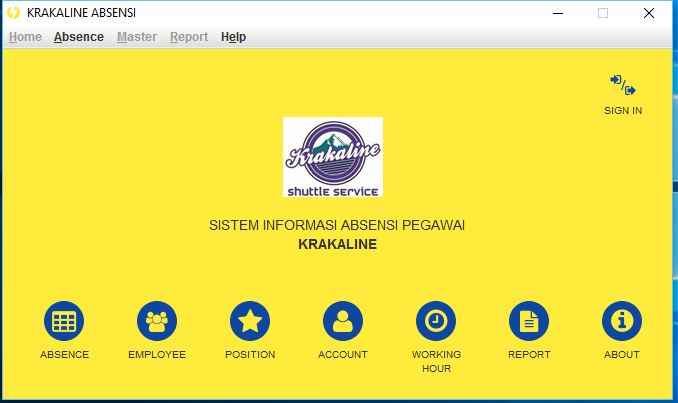 KRAKALINE ABSENSI
Home Absence Master Report Help
SIGN IN
Krakaline
shuttle service
SISTEM INFORMASI ABSENSI PEGAWAI
KRAKALINE
ABSENCE EMPLOYEE POSITION ACCOUNT WORKING HOUR REPORT ABOUT